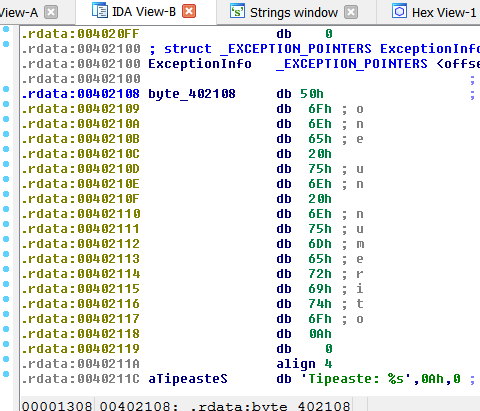 View-A IDA View-B Strings window Hex View-1
.rdata:004020FF db 0
.rdata:00402100 ; struct _EXCEPTION_POINTERS ExceptionInfo
.rdata:00402100 ExceptionInfo _EXCEPTION_POINTERS <offse
.rdata:00402100 ;
.rdata:00402108 byte_402108 db 50h ;
.rdata:00402109 db 6Fh ; o
.rdata:0040210A db 6Eh ; n
.rdata:0040210B db 65h ; e
.rdata:0040210C db 20h
.rdata:0040210D db 75h ; u
.rdata:0040210E db 6Eh ; n
.rdata:0040210F db 20h
.rdata:00402110 db 6Eh ; n
.rdata:00402111 db 75h ; u
.rdata:00402112 db 6Dh ; m
.rdata:00402113 db 65h ; e
.rdata:00402114 db 72h ; r
.rdata:00402115 db 69h ; i
.rdata:00402116 db 74h ; t
.rdata:00402117 db 6Fh ; o
.rdata:00402118 db 0Ah
.rdata:00402119 db 0
.rdata:0040211A align 4
.rdata:0040211C aTipeasteS db 'Tipeaste: %s',0Ah,0 ;
00001308 00402108: .rdata:byte_402108